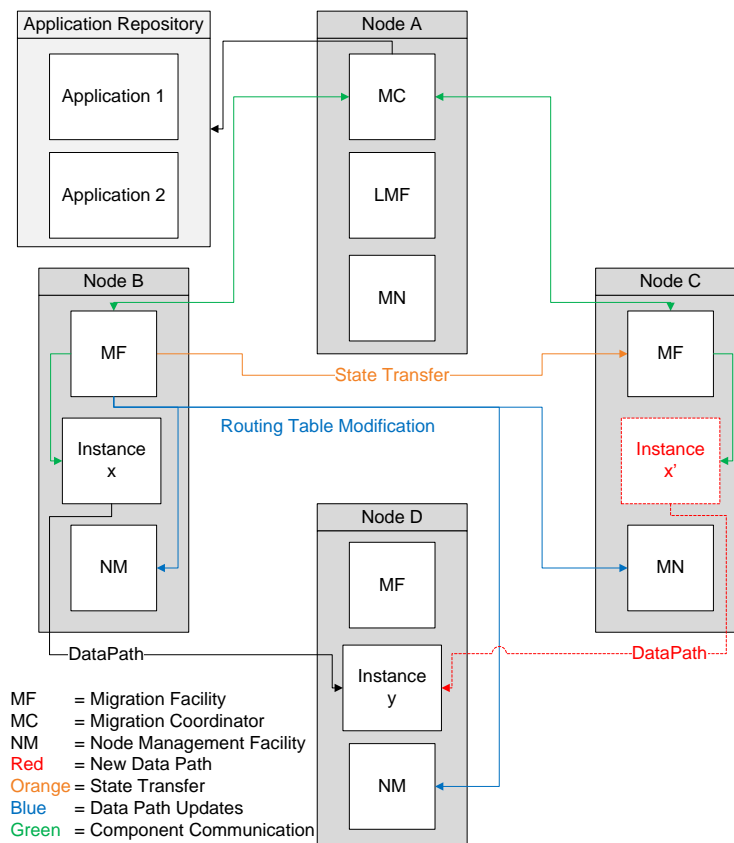 Application Repository
Application 1
Application 2
Node A
MC
LMF
MN
Node B
MF
Instance
x
NM
Node C
MF
Instance
x'
MN
State Transfer
Routing Table Modification
Node D
MF
Instance
y
NM
DataPath
DataPath
MF = Migration Facility
MC = Migration Coordinator
NM = Node Management Facility
Red = New Data Path
Orange = State Transfer
Blue = Data Path Updates
Green = Component Communication